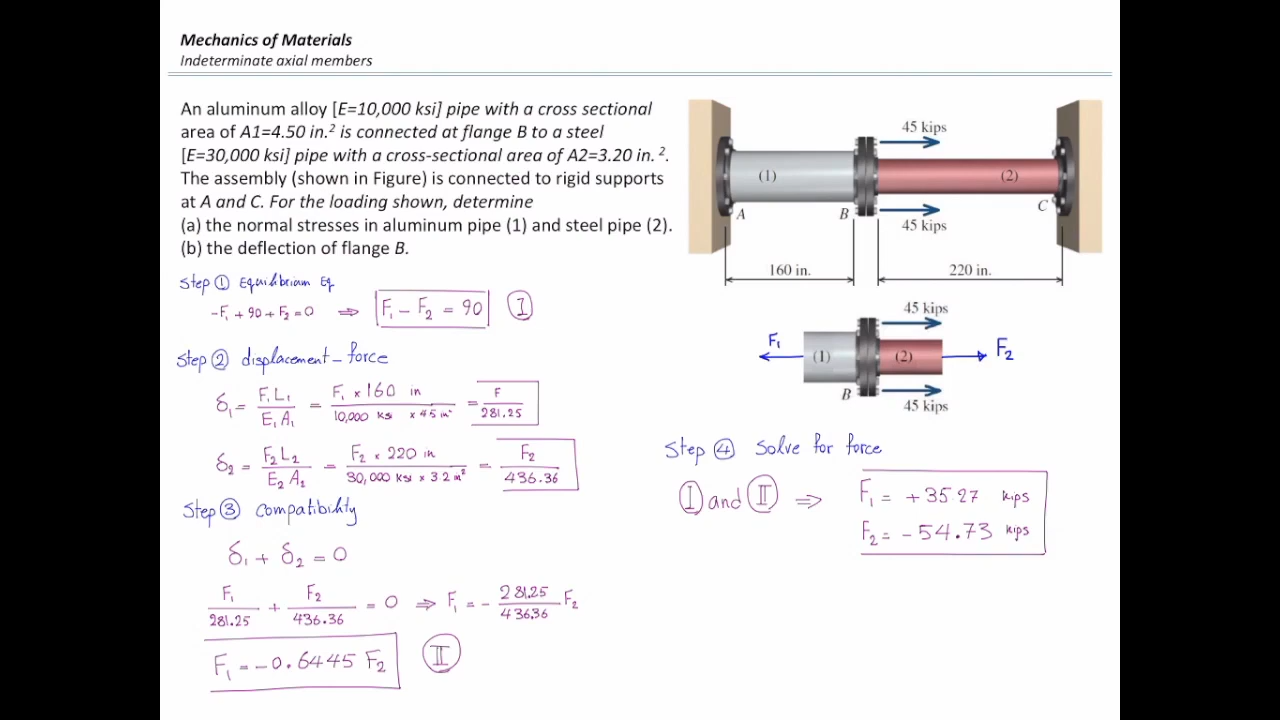 Mechanics of Materials
Indeterminate axial members
An aluminum alloy [E=10,000 ksi] pipe with a cross sectional
area of A1=4.50 in.² is connected at flange B to a steel
[E=30,000 ksi] pipe with a cross-sectional area of A2=3.20 in. ².
The assembly (shown in Figure) is connected to rigid supports
at A and C. For the loading shown, determine
(a) the normal stresses in aluminum pipe (1) and steel pipe (2).
(b) the deflection of flange B.
45 kips
(1)
(2)
A
B
C
45 kips
160 in.
220 in.
Step ① Equilibrium Eq
-F₁ + 90 + F₂ = 0 ⇒ F₁ - F₂ = 90 Ⅰ
45 kips
F₁
(1)
(2)
F₂
B
45 kips
Step ② displacement-force
δ₁ = F₁L₁ / E₁A₁ = F₁ × 160 in / 10,000 ksi × 4.5 in² = F / 281.25
δ₂ = F₂L₂ / E₂A₂ = F₂ × 220 in / 30,000 ksi × 3.2 in² = F₂ / 436.36
Step ③ compatibility
δ₁ + δ₂ = 0
F₁ / 281.25 + F₂ / 436.36 = 0 ⇒ F₁ = - 281.25 / 436.36 F₂
F₁ = -0.6445 F₂ Ⅱ
Step ④ Solve for force
Ⅰ and Ⅱ ⇒ F₁ = +35.27 kips
F₂ = -54.73 kips